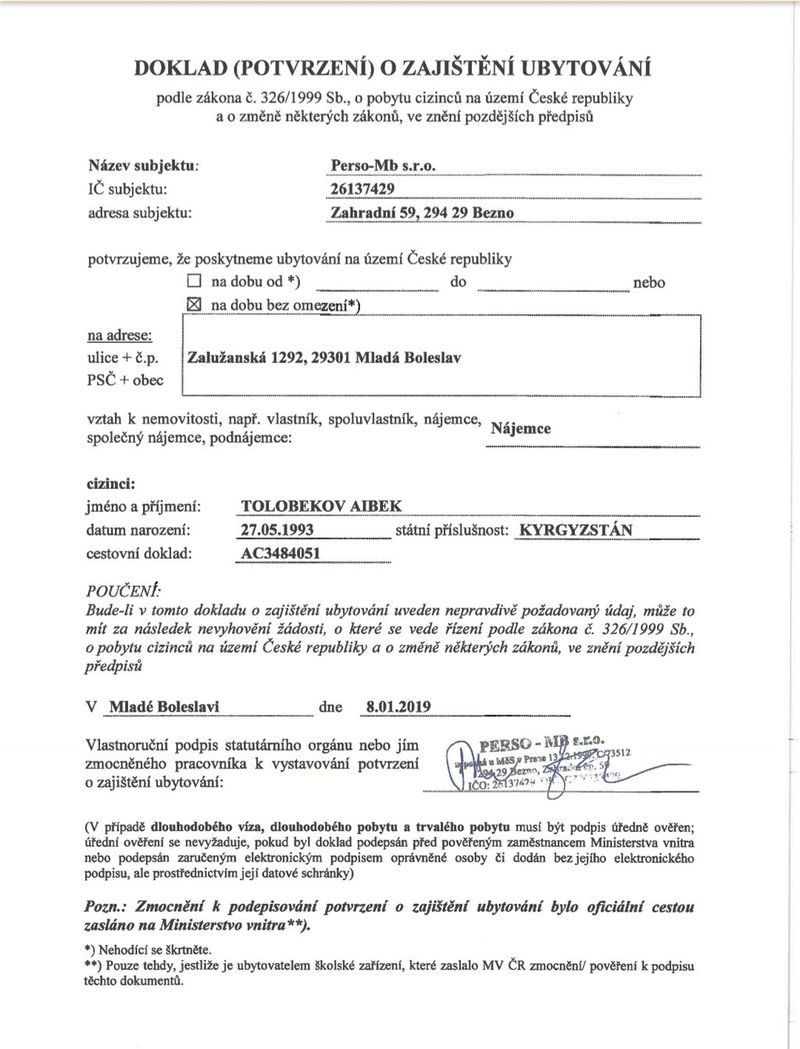 DOKLAD (POTVRZENÍ) O ZAJIŠTĚNÍ UBYTOVÁNÍ
podle zákona č. 326/1999 Sb., o pobytu cizinců na území České republiky
a o změně některých zákonů, ve znění pozdějších předpisů
Název subjektu: Perso-Mb s.r.o.
IČ subjektu: 26137429
adresa subjektu: Zahradní 59, 294 29 Bezno
potvrzujeme, že poskytneme ubytování na území České republiky
☐ na dobu od *) do nebo
☒ na dobu bez omezení*)
na adrese:
ulice + č.p. Zalužanská 1292, 29301 Mladá Boleslav
PSČ + obec
vztah k nemovitosti, např. vlastník, spoluvlastník, nájemce, Nájemce
společný nájemce, podnájemce:
cizinci:
jméno a příjmení: TOLOBEKOV AIBEK
datum narození: 27.05.1993 státní příslušnost: KYRGYZSTÁN
cestovní doklad: AC3484051
POUČENÍ:
Bude-li v tomto dokladu o zajištění ubytování uveden nepravdivě požadovaný údaj, může to
mít za následek nevyhovění žádosti, o které se vede řízení podle zákona č. 326/1999 Sb.,
o pobytu cizinců na území České republiky a o změně některých zákonů, ve znění pozdějších
předpisů
V Mladé Boleslavi dne 8.01.2019
Vlastnoruční podpis statutárního orgánu nebo jím
zmocněného pracovníka k vystavování potvrzení
o zajištění ubytování:
PERSO - MB s.r.o.
u MěS v Praze
294 29 Bezno,
IČO: 26137429
(V případě dlouhodobého víza, dlouhodobého pobytu a trvalého pobytu musí být podpis úředně ověřen;
úřední ověření se nevyžaduje, pokud byl doklad podepsán před pověřeným zaměstnancem Ministerstva vnitra
nebo podepsán zaručeným elektronickým podpisem oprávněné osoby či dodán bez jejího elektronického
podpisu, ale prostřednictvím její datové schránky)
Pozn.: Zmocnění k podepisování potvrzení o zajištění ubytování bylo oficiální cestou
zasláno na Ministerstvo vnitra**).
*) Nehodící se škrtněte.
**) Pouze tehdy, jestliže je ubytovatelem školské zařízení, které zaslalo MV ČR zmocnění/ pověření k podpisu
těchto dokumentů.